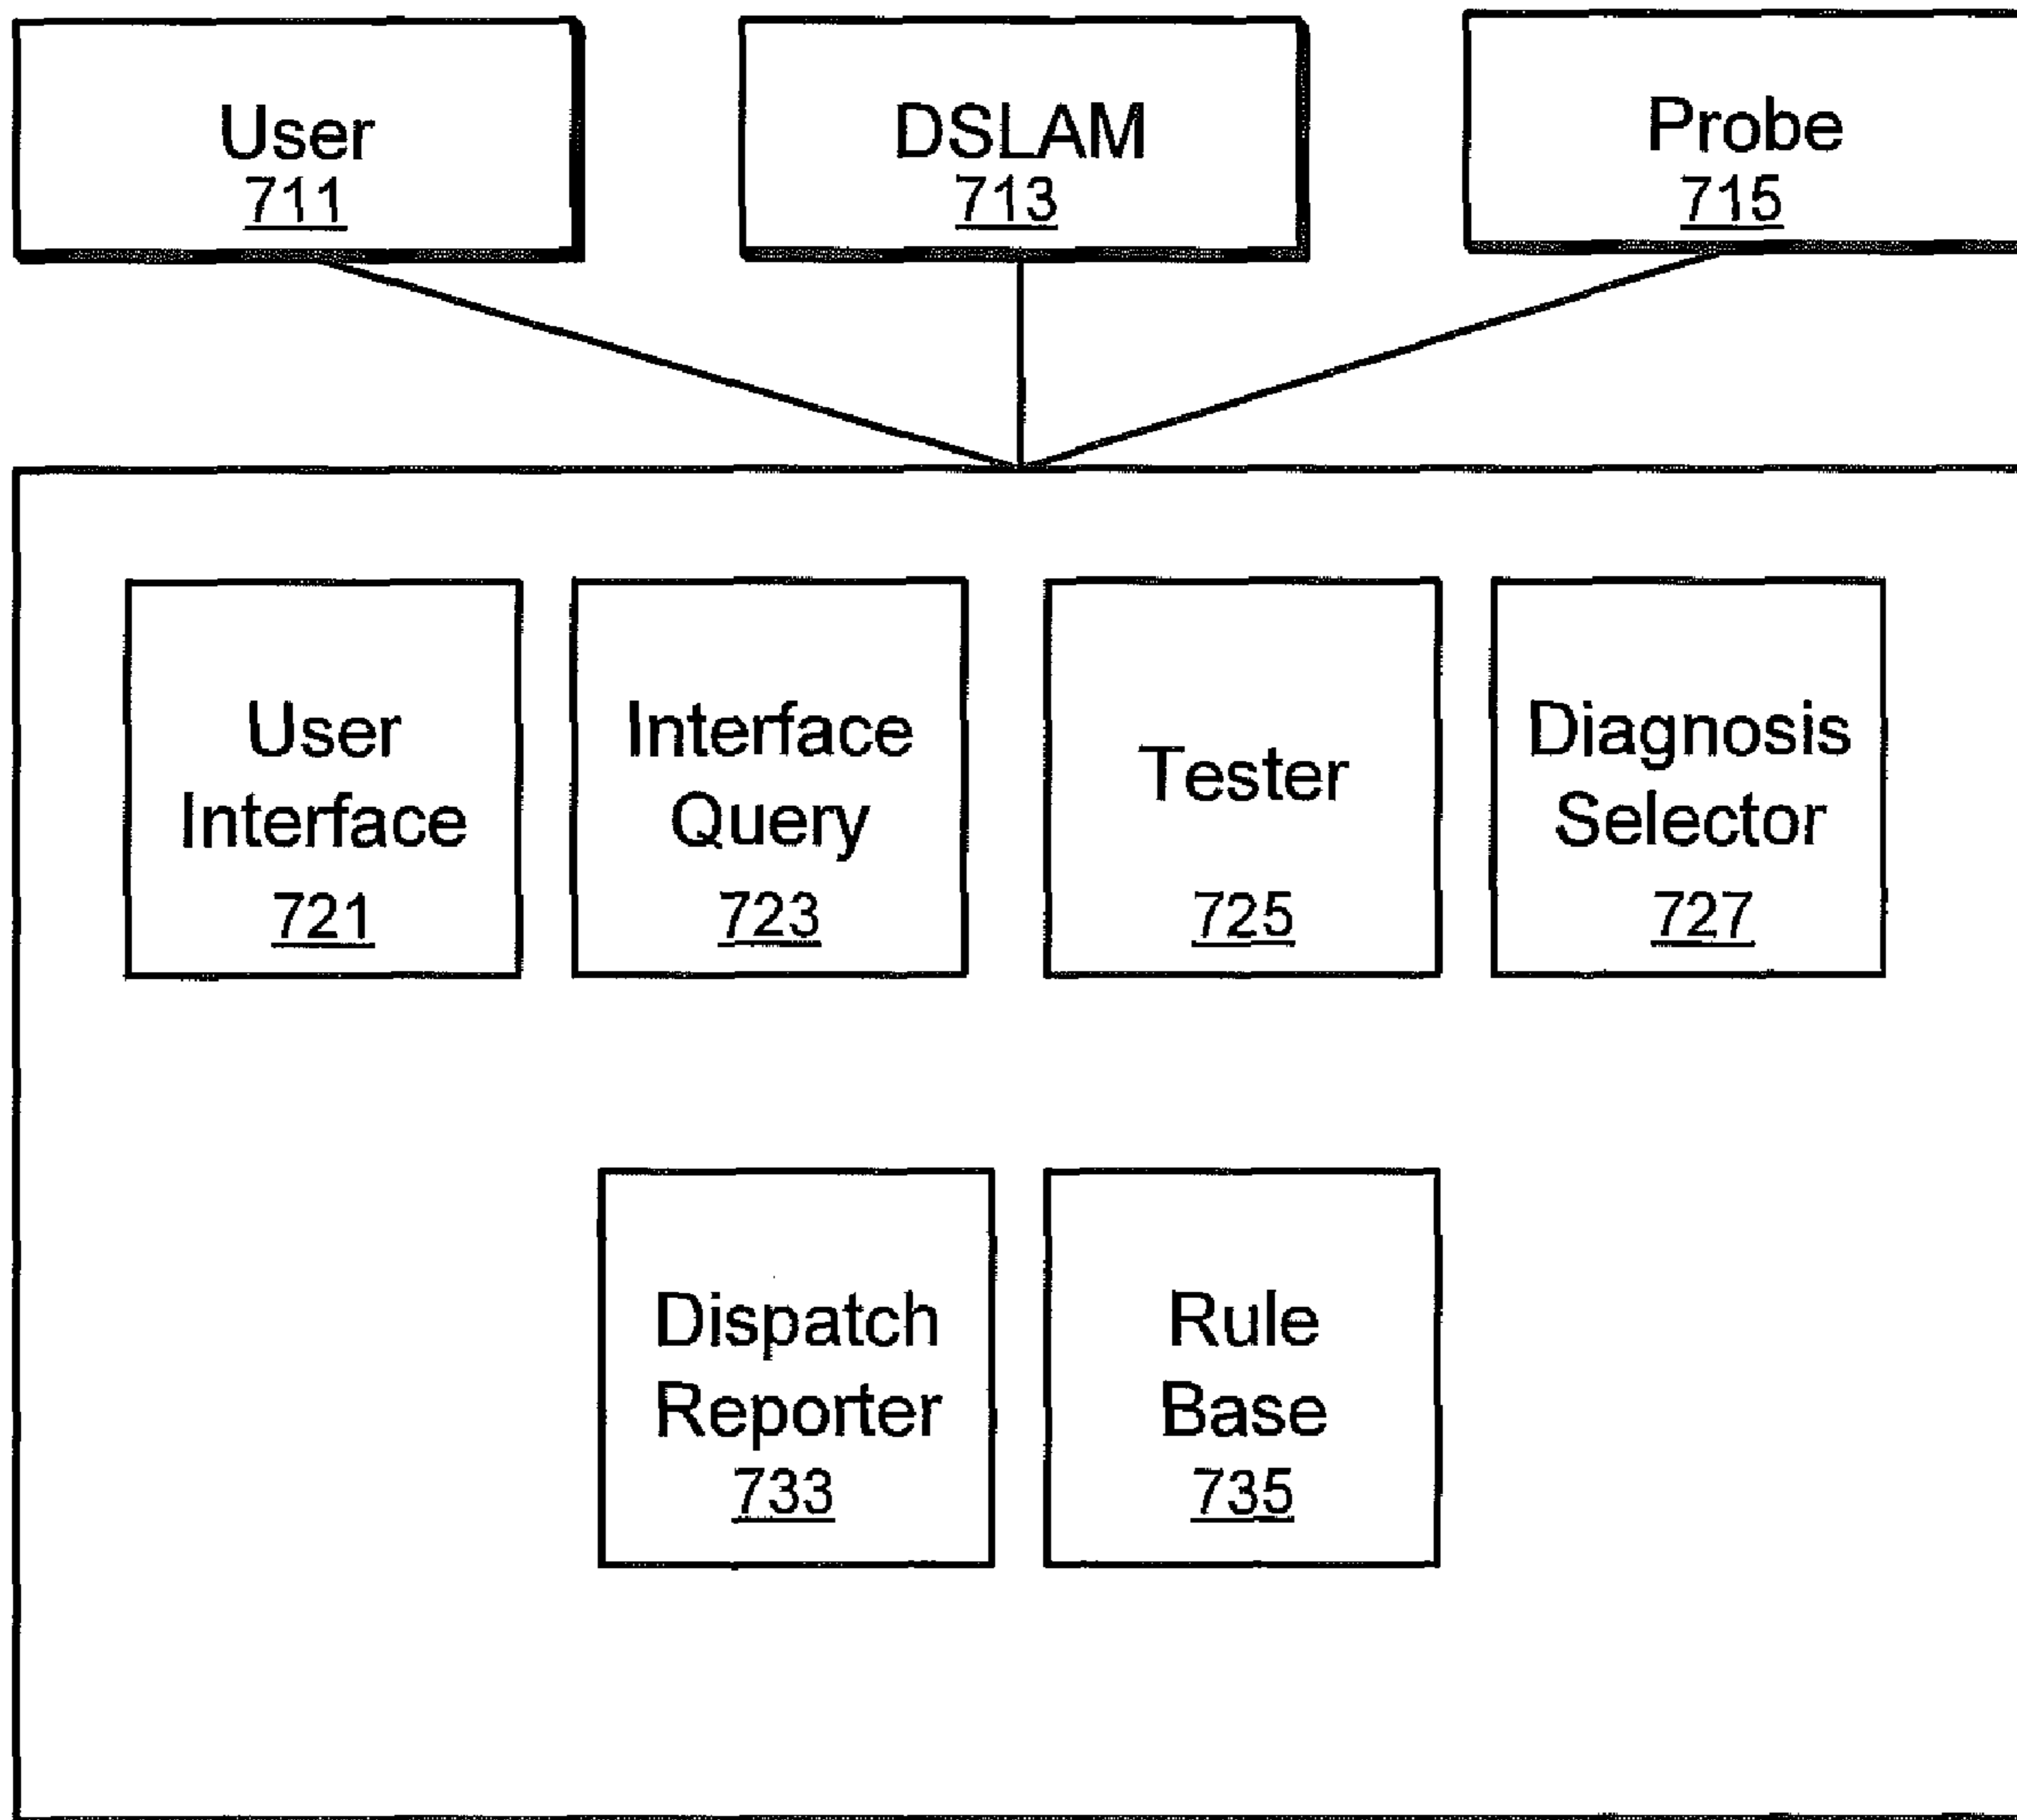 User
711
DSLAM
713
Probe
715
User
Interface
721
Interface
Query
723
Tester
725
Diagnosis
Selector
727
Dispatch
Reporter
733
Rule
Base
735